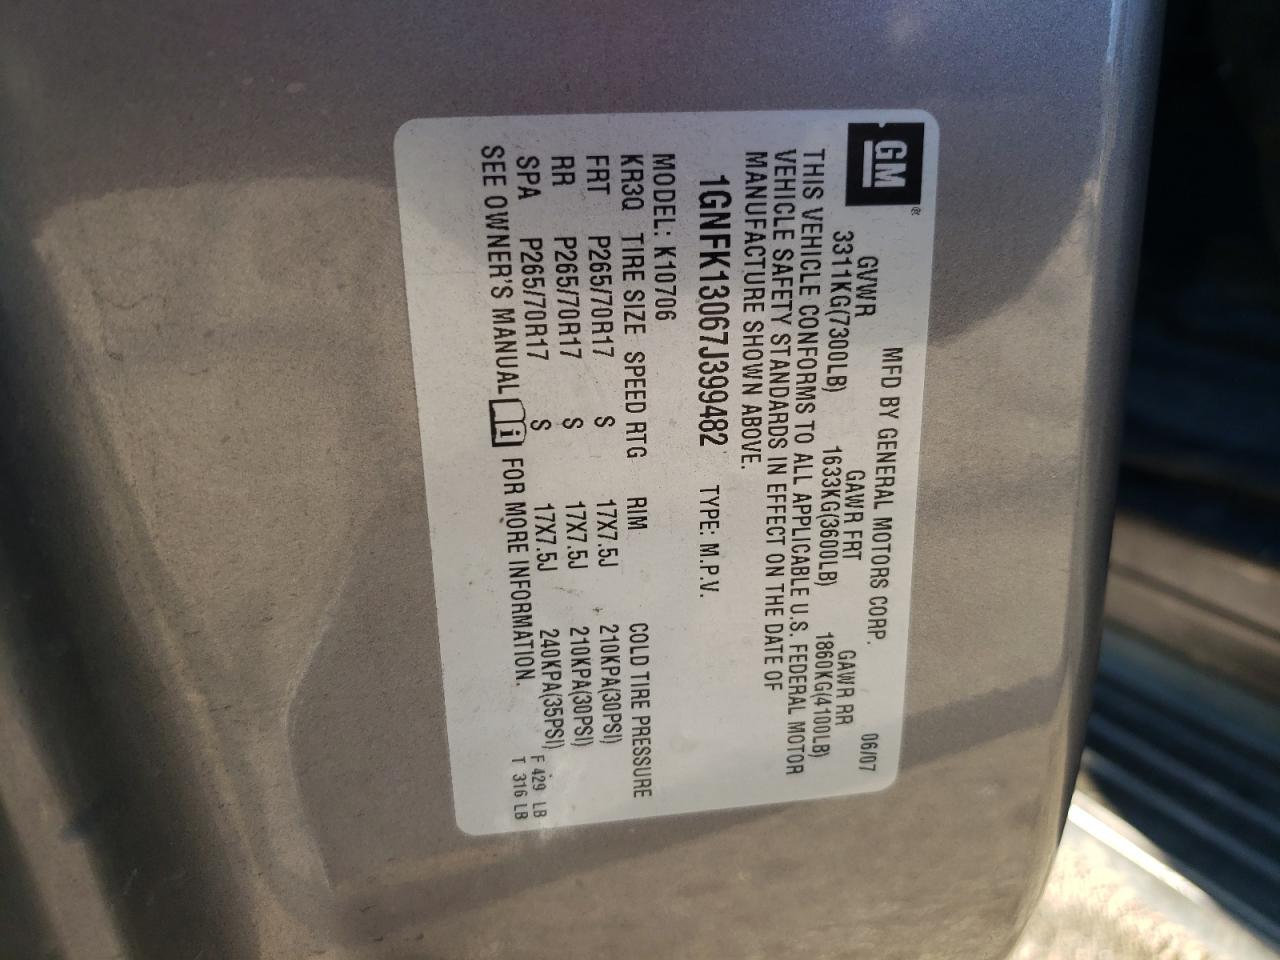 GM ®
MFD BY GENERAL MOTORS CORP. 06/07
GVWR GAWR FRT GAWR RR
3311KG(7300LB) 1633KG(3600LB) 1860KG(4100LB)
THIS VEHICLE CONFORMS TO ALL APPLICABLE U.S. FEDERAL MOTOR
VEHICLE SAFETY STANDARDS IN EFFECT ON THE DATE OF
MANUFACTURE SHOWN ABOVE.
1GNFK13067J399482 TYPE: M.P.V.
MODEL: K10706
KR3Q TIRE SIZE SPEED RTG RIM COLD TIRE PRESSURE
FRT P265/70R17 S 17X7.5J 210KPA(30PSI)
RR P265/70R17 S 17X7.5J 210KPA(30PSI)
SPA P265/70R17 S 17X7.5J 240KPA(35PSI) F 429 LB
SEE OWNER'S MANUAL i FOR MORE INFORMATION. T 316 LB